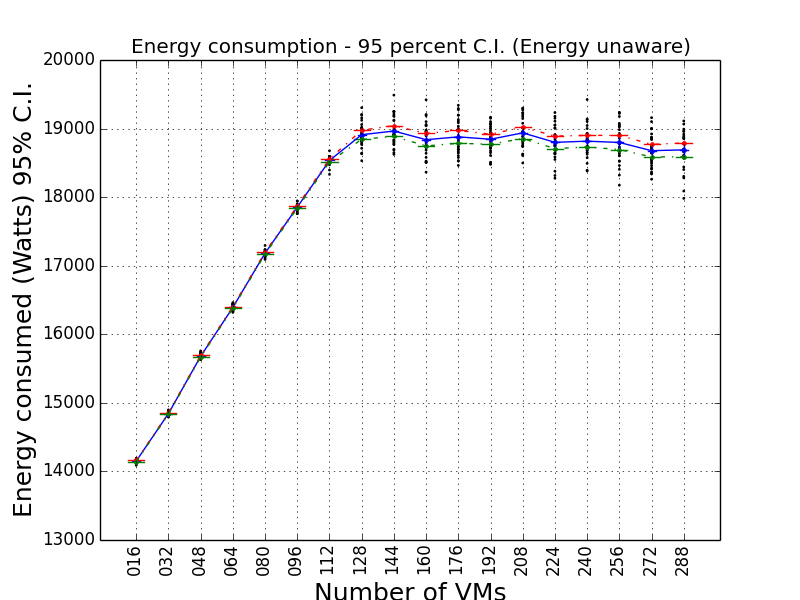 Energy consumption - 95 percent C.I. (Energy unaware)
Energy consumed (Watts) 95% C.I.
20000
19000
18000
17000
16000
15000
14000
13000
016 032 048 064 080 096 112 128 144 160 176 192 208 224 240 256 272 288
Number of VMs